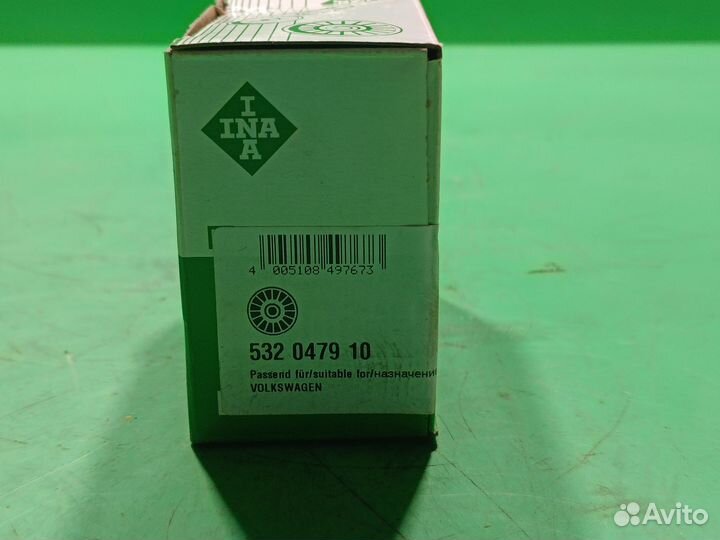 I
INA
A
4 005108 497673
532 0479 10
Passend für/suitable for/назначени
VOLKSWAGEN
Avito